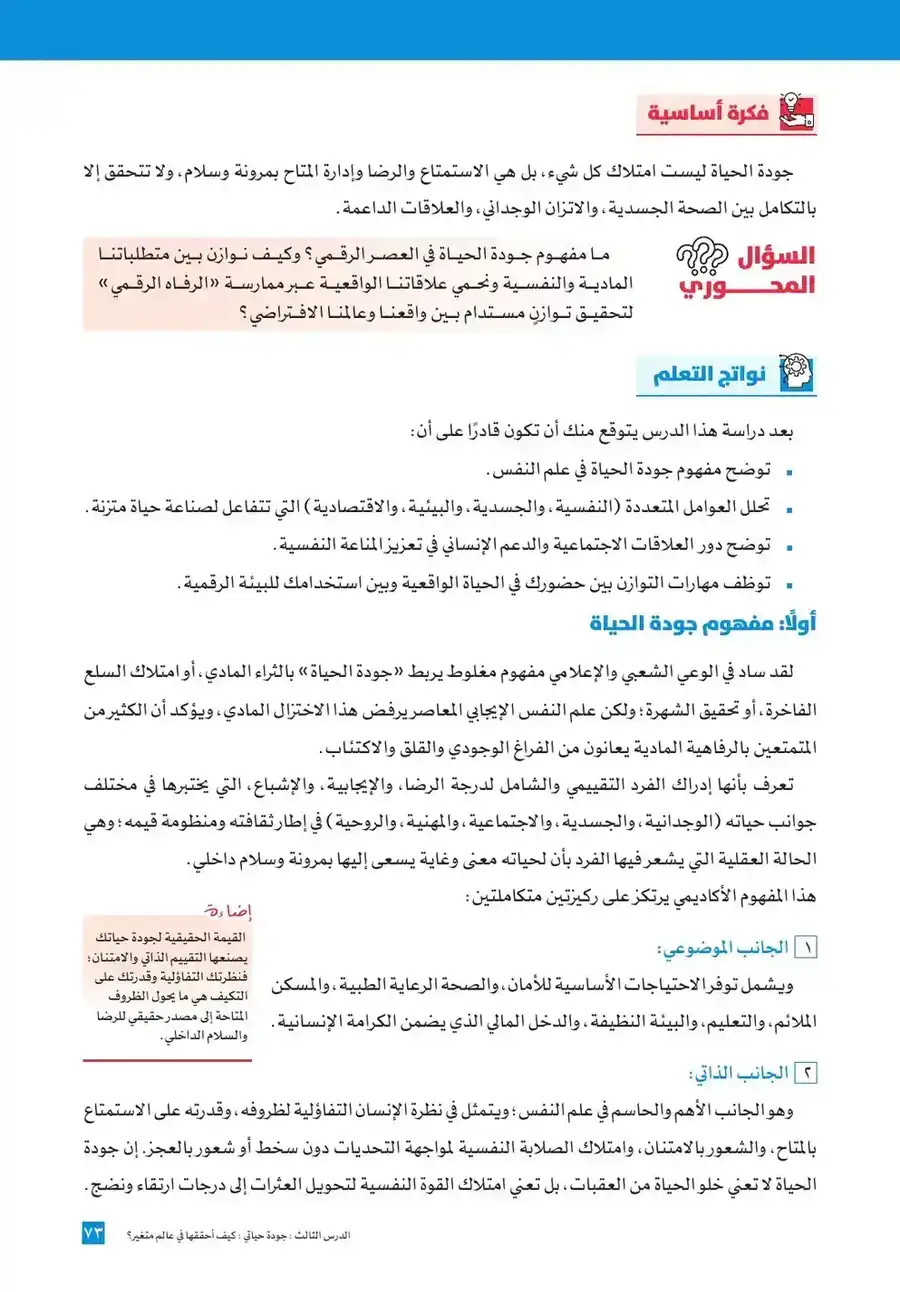 فكرة أساسية
جودة الحياة ليست امتلاك كل شيء، بل هي الاستمتاع والرضا وإدارة المتاح بمرونة وسلام، ولا تتحقق إلا
بالتكامل بين الصحة الجسدية، والاتزان الوجداني، والعلاقات الداعمة.
السؤال
المحـــــوري
ما مفهوم جودة الحياة في العصر الرقمي؟ وكيف نوازن بين متطلباتنا
المادية والنفسية ونحمي علاقاتنا الواقعية عبر ممارسة «الرفاه الرقمي»
لتحقيق توازنٍ مستدام بين واقعنا وعالمنا الافتراضي؟
نواتج التعلم
بعد دراسة هذا الدرس يتوقع منك أن تكون قادرًا على أن:
▪ توضح مفهوم جودة الحياة في علم النفس.
▪ تحلل العوامل المتعددة (النفسية، والجسدية، والبيئية، والاقتصادية) التي تتفاعل لصناعة حياة متزنة.
▪ توضح دور العلاقات الاجتماعية والدعم الإنساني في تعزيز المناعة النفسية.
▪ توظف مهارات التوازن بين حضورك في الحياة الواقعية وبين استخدامك للبيئة الرقمية.
أولًا: مفهوم جودة الحياة
لقد ساد في الوعي الشعبي والإعلامي مفهوم مغلوط يربط «جودة الحياة» بالثراء المادي، أو امتلاك السلع
الفاخرة، أو تحقيق الشهرة؛ ولكن علم النفس الإيجابي المعاصر يرفض هذا الاختزال المادي، ويؤكد أن الكثير من
المتمتعين بالرفاهية المادية يعانون من الفراغ الوجودي والقلق والاكتئاب.
تعرف بأنها إدراك الفرد التقييمي والشامل لدرجة الرضا، والإيجابية، والإشباع، التي يختبرها في مختلف
جوانب حياته (الوجدانية، والجسدية، والاجتماعية، والمهنية، والروحية) في إطار ثقافته ومنظومة قيمه؛ وهي
الحالة العقلية التي يشعر فيها الفرد بأن لحياته معنى وغاية يسعى إليها بمرونة وسلام داخلي.
هذا المفهوم الأكاديمي يرتكز على ركيزتين متكاملتين:
١ الجانب الموضوعي:
ويشمل توفر الاحتياجات الأساسية للأمان، والصحة الرعاية الطبية، والمسكن
الملائم، والتعليم، والبيئة النظيفة، والدخل المالي الذي يضمن الكرامة الإنسانية.
إضاءة
القيمة الحقيقية لجودة حياتك
يصنعها التقييم الذاتي والامتنان؛
فنظرتك التفاؤلية وقدرتك على
التكيف هي ما يحول الظروف
المتاحة إلى مصدر حقيقي للرضا
والسلام الداخلي.
٢ الجانب الذاتي:
وهو الجانب الأهم والحاسم في علم النفس؛ ويتمثل في نظرة الإنسان التفاؤلية لظروفه، وقدرته على الاستمتاع
بالمتاح، والشعور بالامتنان، وامتلاك الصلابة النفسية لمواجهة التحديات دون سخط أو شعور بالعجز. إن جودة
الحياة لا تعني خلو الحياة من العقبات، بل تعني امتلاك القوة النفسية لتحويل العثرات إلى درجات ارتقاء ونضج.
الدرس الثالث : جودة حياتي : كيف أحققها في عالم متغير؟
٧٣